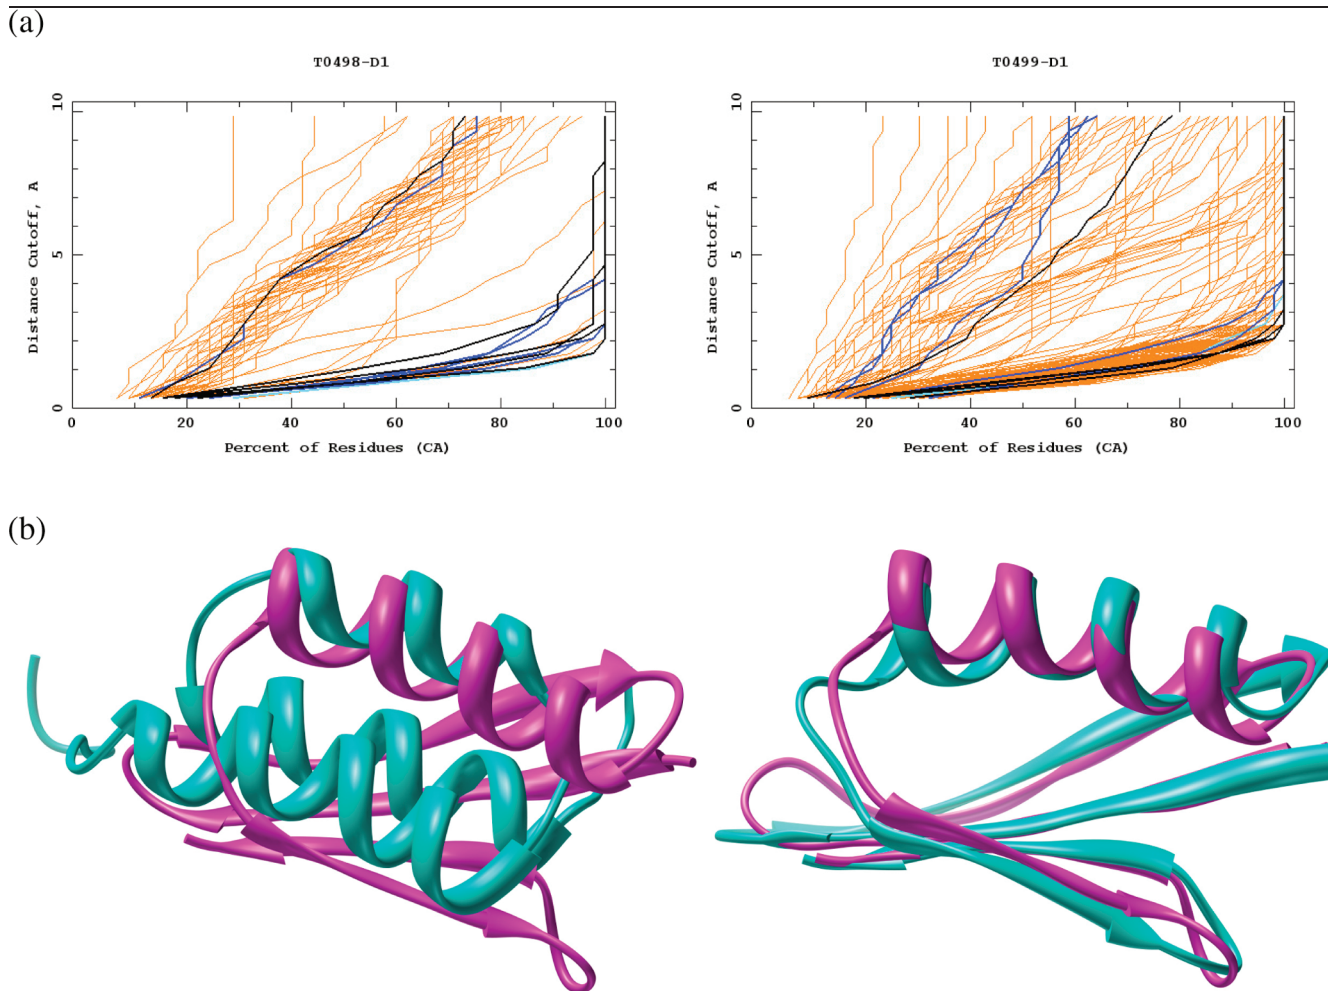 (a)
T0498-D1
Distance Cutoff, A
10
5
0
0 20 40 60 80 100
Percent of Residues (CA)
T0499-D1
Distance Cutoff, A
10
5
0
0 20 40 60 80 100
Percent of Residues (CA)
(b)